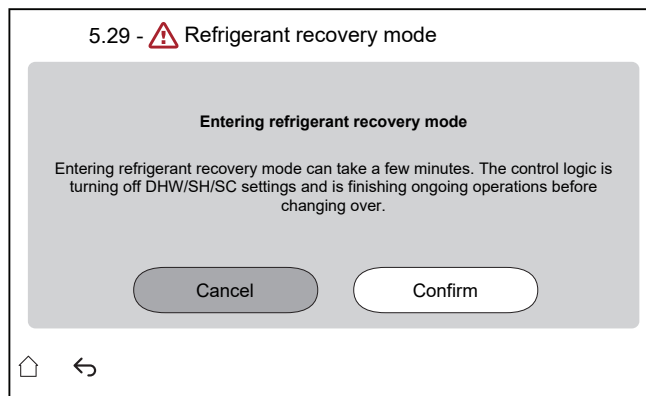 5.29 - Refrigerant recovery mode
Entering refrigerant recovery mode
Entering refrigerant recovery mode can take a few minutes. The control logic is
turning off DHW/SH/SC settings and is finishing ongoing operations before
changing over.
Cancel Confirm